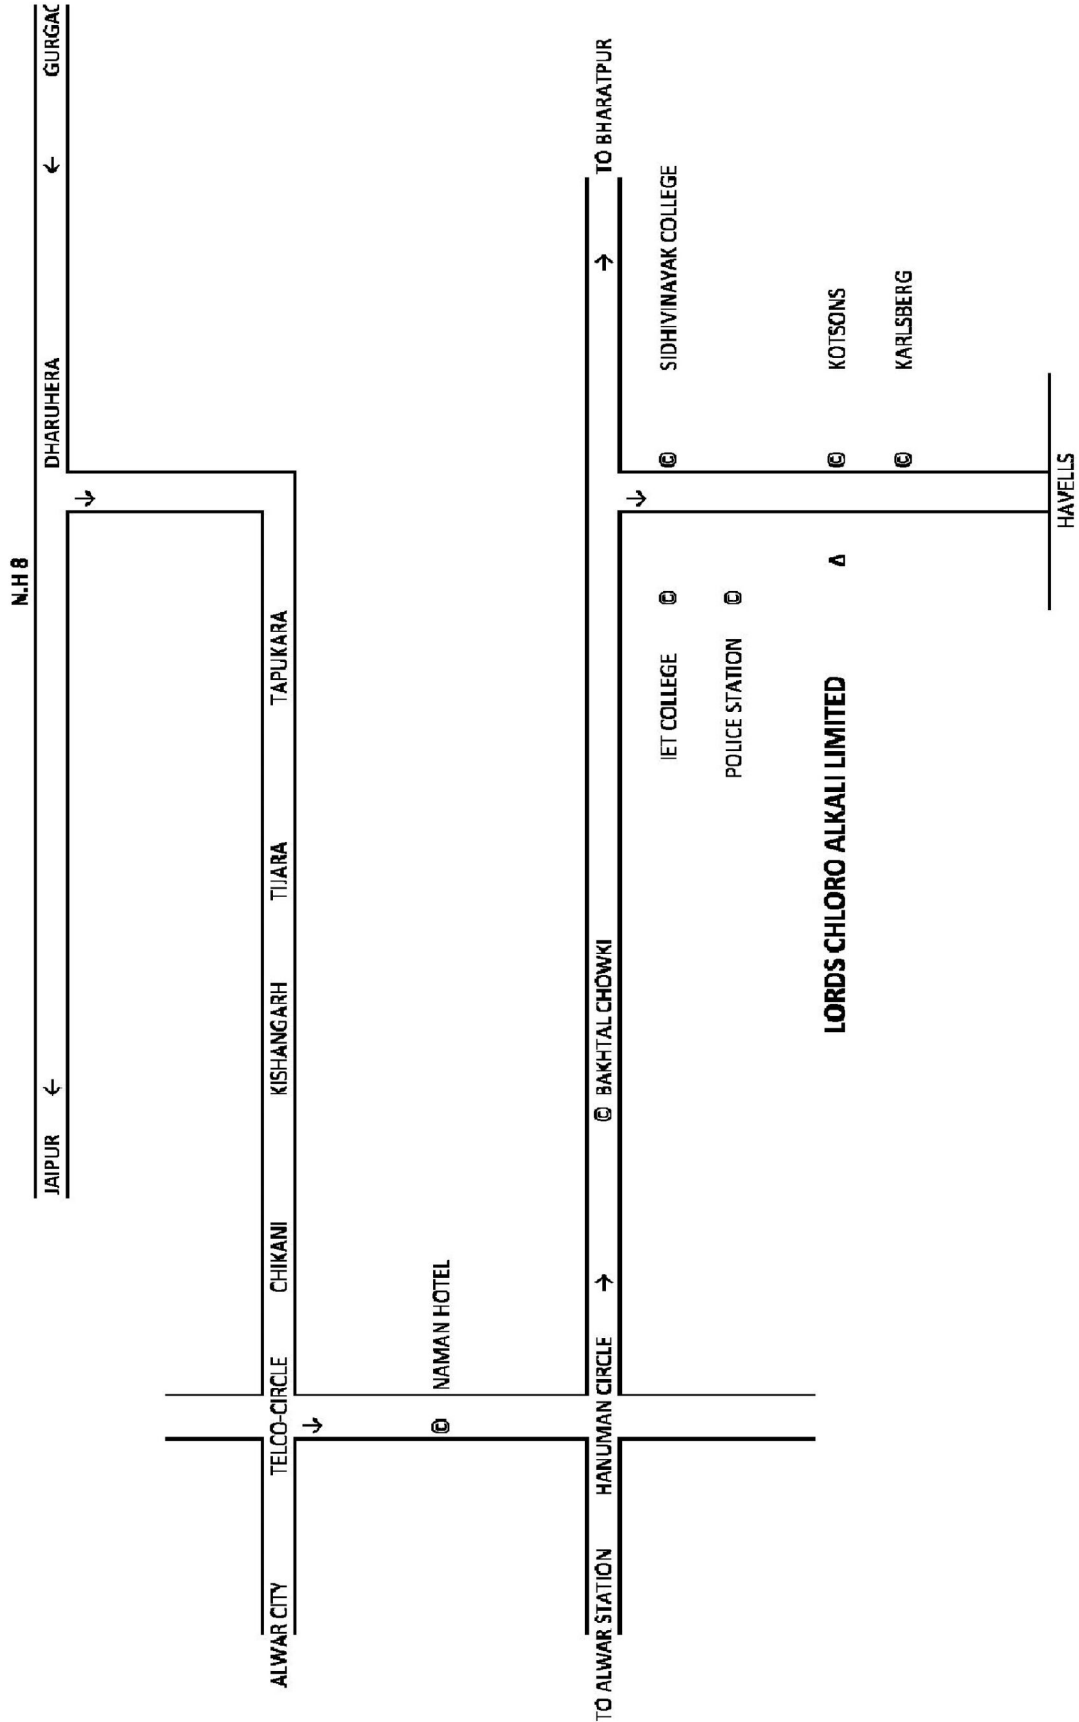 N.H 8
JAIPUR ← DHARUHERA ← GURGAC
↓
ALWAR CITY TELCO-CIRCLE CHIKANI KISHANGARH TIJARA TAPUKARA
↓
© NAMAN HOTEL
TO ALWAR STATION HANUMAN CIRCLE → © BAKHTAL CHOWKI → TO BHARATPUR
↓
IET COLLEGE © © SIDHIVINAYAK COLLEGE
POLICE STATION ©
LORDS CHLORO ALKALI LIMITED Δ © KOTSONS
© KARLSBERG
HAVELLS